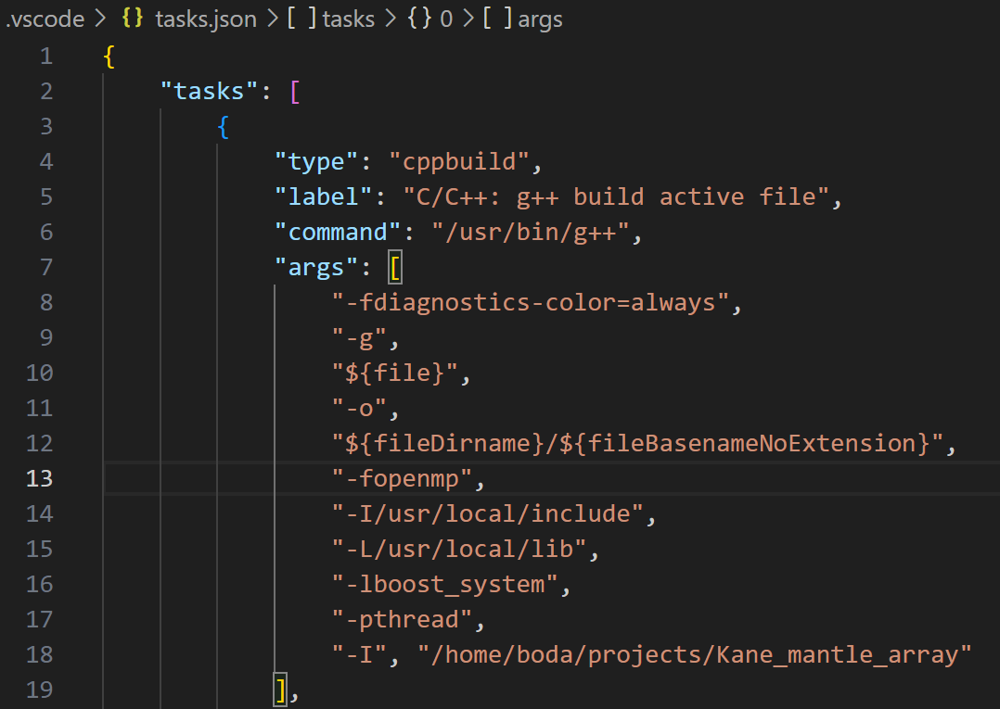 .vscode > {} tasks.json > [ ] tasks > {} 0 > [ ] args
1 {
2 "tasks": [
3 {
4 "type": "cppbuild",
5 "label": "C/C++: g++ build active file",
6 "command": "/usr/bin/g++",
7 "args": [
8 "-fdiagnostics-color=always",
9 "-g",
10 "${file}",
11 "-o",
12 "${fileDirname}/${fileBasenameNoExtension}",
13 "-fopenmp",
14 "-I/usr/local/include",
15 "-L/usr/local/lib",
16 "-lboost_system",
17 "-pthread",
18 "-I", "/home/boda/projects/Kane_mantle_array"
19 ],